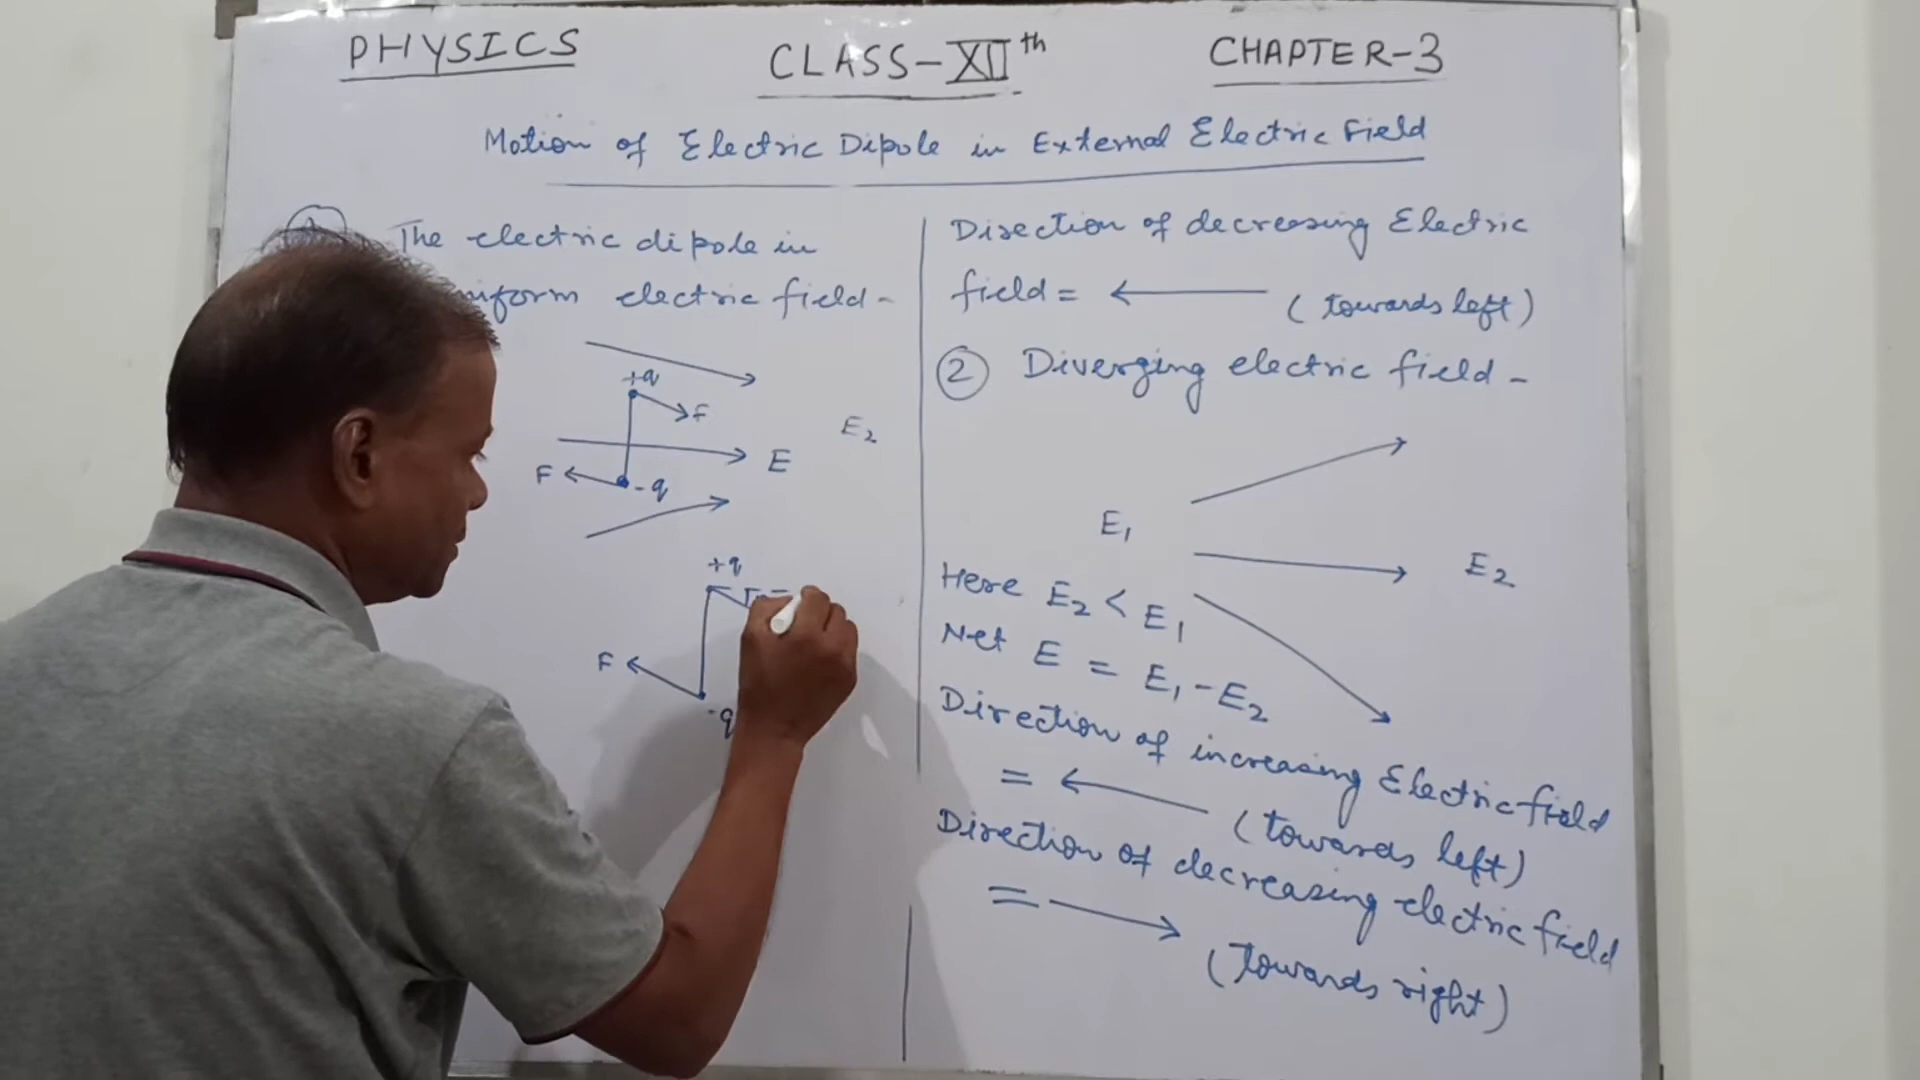 PHYSICS
CLASS-XIIth
CHAPTER-3
Motion of Electric Dipole in External Electric Field
The electric dipole in
electric field-
+q
F
E2
E
F
-q
+q
F
-q
Direction of decreasing Electric
field = ← (towards left)
② Diverging electric field -
E1
E2
Here E2 < E1
Net E = E1 - E2
Direction of increasing Electric field
= ← (towards left)
Direction of decreasing electric field
= → (towards right)